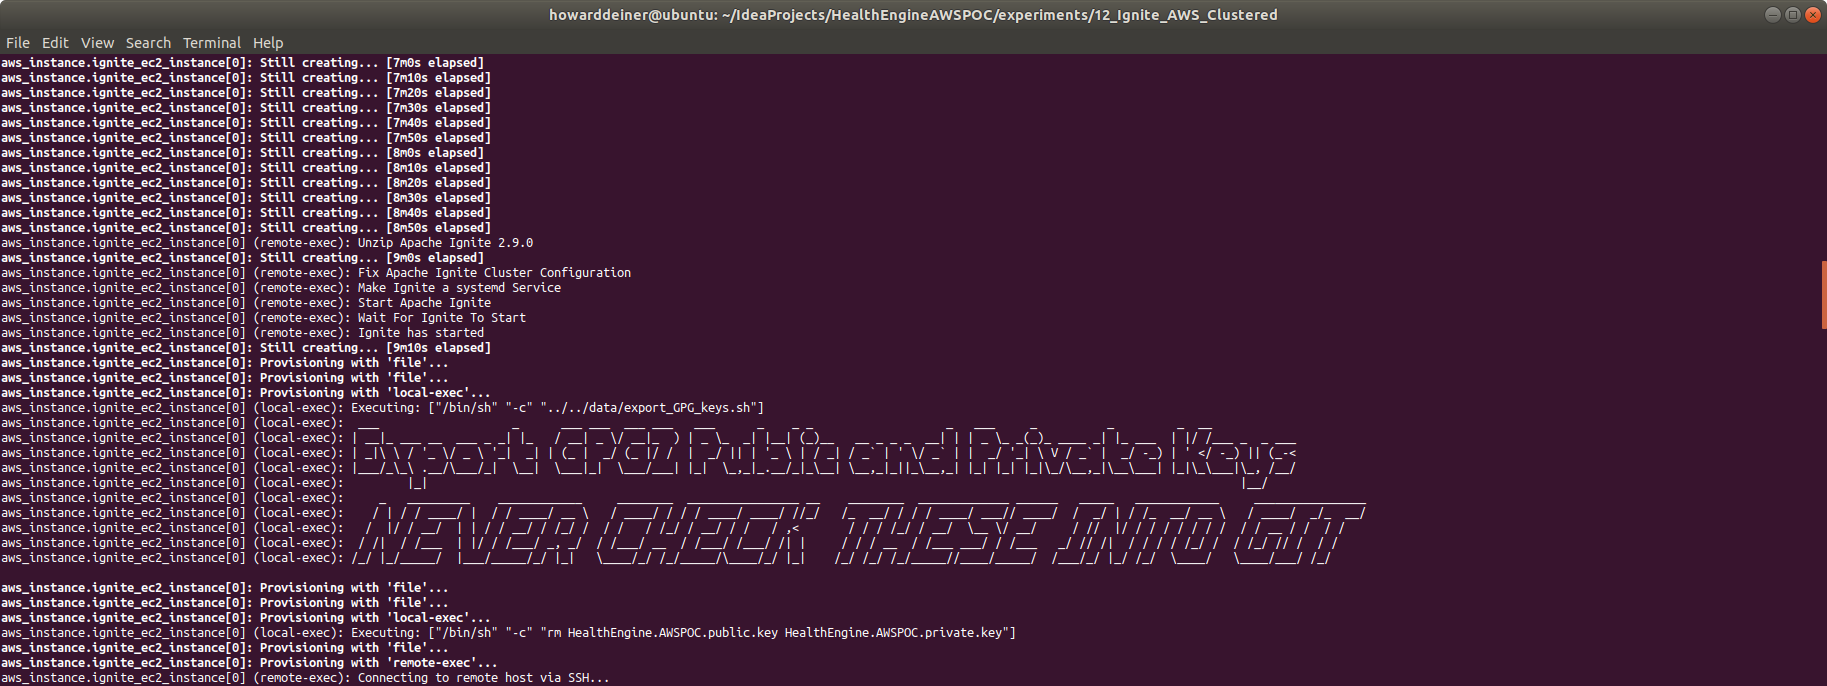 howarddeiner@ubuntu: ~/IdeaProjects/HealthEngineAWSPOC/experiments/12_Ignite_AWS_Clustered
File Edit View Search Terminal Help
aws_instance.ignite_ec2_instance[0]: Still creating... [7m0s elapsed]
aws_instance.ignite_ec2_instance[0]: Still creating... [7m10s elapsed]
aws_instance.ignite_ec2_instance[0]: Still creating... [7m20s elapsed]
aws_instance.ignite_ec2_instance[0]: Still creating... [7m30s elapsed]
aws_instance.ignite_ec2_instance[0]: Still creating... [7m40s elapsed]
aws_instance.ignite_ec2_instance[0]: Still creating... [7m50s elapsed]
aws_instance.ignite_ec2_instance[0]: Still creating... [8m0s elapsed]
aws_instance.ignite_ec2_instance[0]: Still creating... [8m10s elapsed]
aws_instance.ignite_ec2_instance[0]: Still creating... [8m20s elapsed]
aws_instance.ignite_ec2_instance[0]: Still creating... [8m30s elapsed]
aws_instance.ignite_ec2_instance[0]: Still creating... [8m40s elapsed]
aws_instance.ignite_ec2_instance[0]: Still creating... [8m50s elapsed]
aws_instance.ignite_ec2_instance[0] (remote-exec): Unzip Apache Ignite 2.9.0
aws_instance.ignite_ec2_instance[0]: Still creating... [9m0s elapsed]
aws_instance.ignite_ec2_instance[0] (remote-exec): Fix Apache Ignite Cluster Configuration
aws_instance.ignite_ec2_instance[0] (remote-exec): Make Ignite a systemd Service
aws_instance.ignite_ec2_instance[0] (remote-exec): Start Apache Ignite
aws_instance.ignite_ec2_instance[0] (remote-exec): Wait For Ignite To Start
aws_instance.ignite_ec2_instance[0] (remote-exec): Ignite has started
aws_instance.ignite_ec2_instance[0]: Still creating... [9m10s elapsed]
aws_instance.ignite_ec2_instance[0]: Provisioning with 'file'...
aws_instance.ignite_ec2_instance[0]: Provisioning with 'file'...
aws_instance.ignite_ec2_instance[0]: Provisioning with 'local-exec'...
aws_instance.ignite_ec2_instance[0] (local-exec): Executing: ["/bin/sh" "-c" "../../data/export_GPG_keys.sh"]
aws_instance.ignite_ec2_instance[0] (local-exec):
aws_instance.ignite_ec2_instance[0] (local-exec):
aws_instance.ignite_ec2_instance[0] (local-exec): Export GPG Public and Private Keys
aws_instance.ignite_ec2_instance[0] (local-exec):
aws_instance.ignite_ec2_instance[0] (local-exec):
aws_instance.ignite_ec2_instance[0] (local-exec):
aws_instance.ignite_ec2_instance[0] (local-exec):
aws_instance.ignite_ec2_instance[0] (local-exec): NEVER CHECK THESE INTO GIT
aws_instance.ignite_ec2_instance[0] (local-exec):
aws_instance.ignite_ec2_instance[0] (local-exec):
aws_instance.ignite_ec2_instance[0]: Provisioning with 'file'...
aws_instance.ignite_ec2_instance[0]: Provisioning with 'file'...
aws_instance.ignite_ec2_instance[0]: Provisioning with 'local-exec'...
aws_instance.ignite_ec2_instance[0] (local-exec): Executing: ["/bin/sh" "-c" "rm HealthEngine.AWSPOC.public.key HealthEngine.AWSPOC.private.key"]
aws_instance.ignite_ec2_instance[0]: Provisioning with 'file'...
aws_instance.ignite_ec2_instance[0]: Provisioning with 'remote-exec'...
aws_instance.ignite_ec2_instance[0] (remote-exec): Connecting to remote host via SSH...